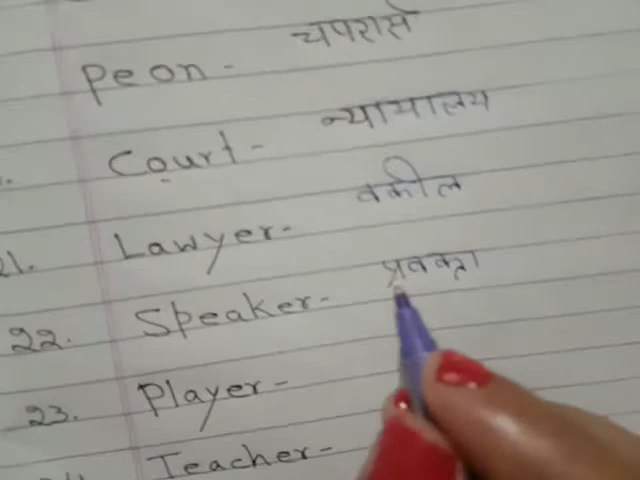 Peon - चपरासी
Court - न्यायालय
21. Lawyer - वकील
22. Speaker - प्रवक्ता
23. Player -
Teacher -